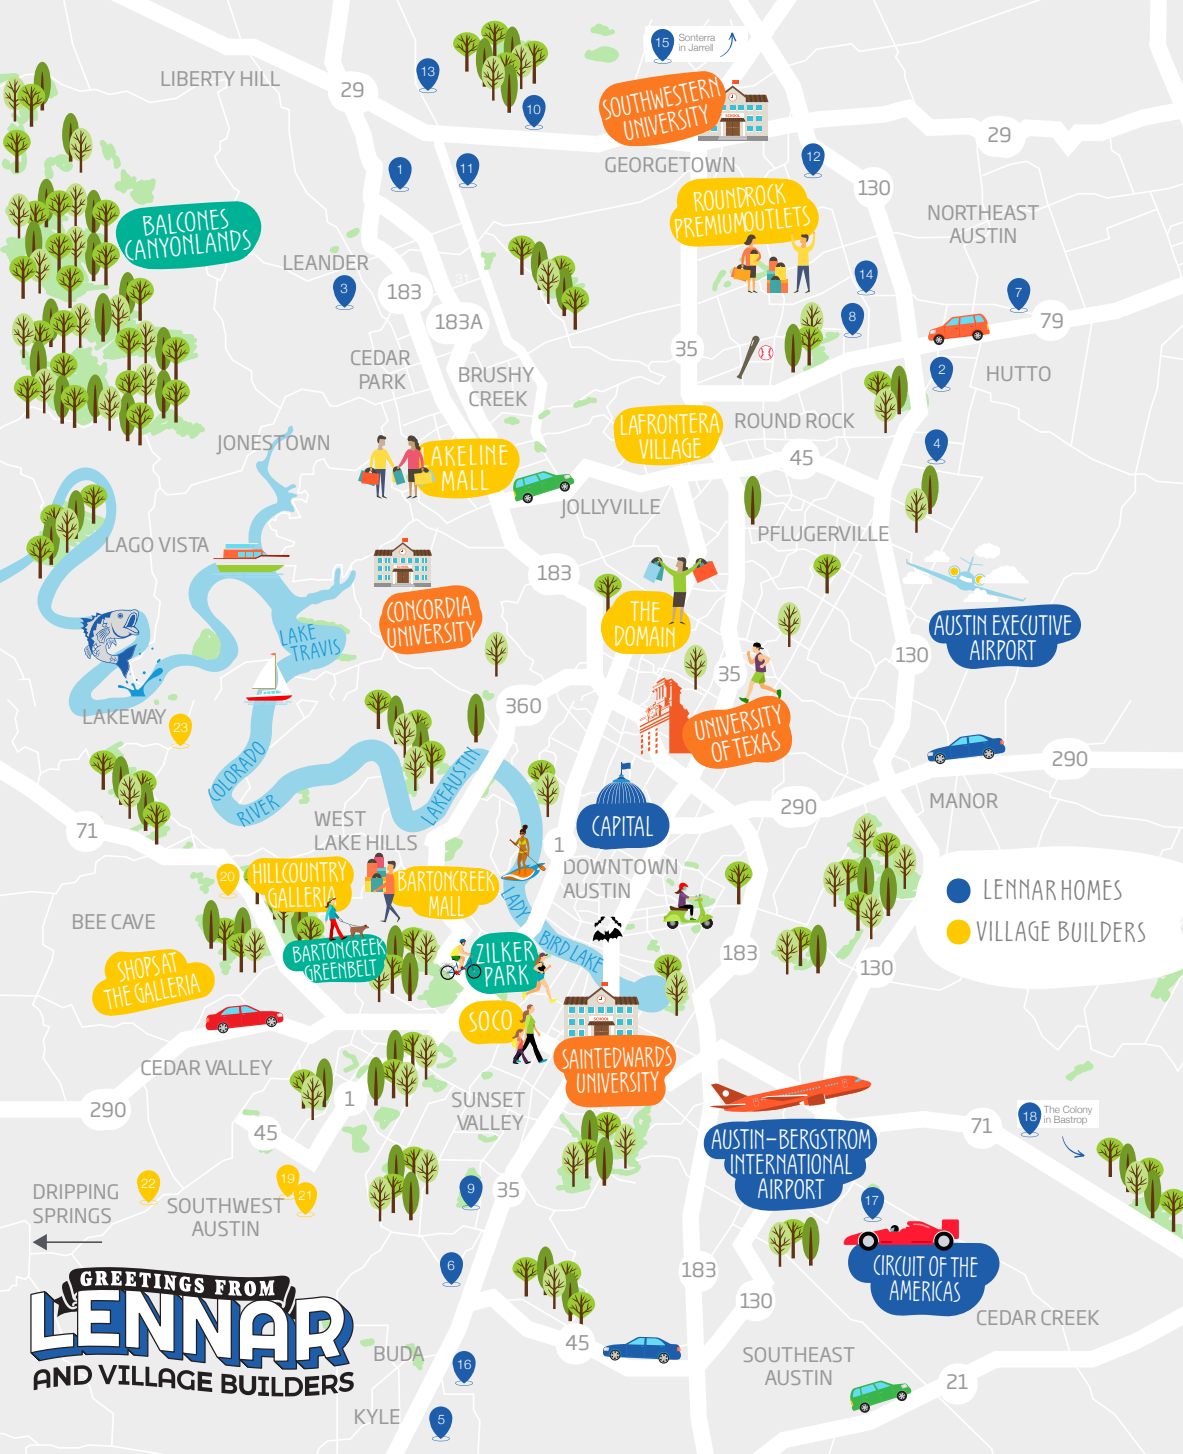 15
Sonterra
in Jarrell
13
LIBERTY HILL
29
10
SOUTHWESTERN
UNIVERSITY
SCHOOL
29
GEORGETOWN
12
1
11
130
ROUNDROCK
PREMIUMOUTLETS
NORTHEAST
AUSTIN
BALCONES
CANYONLANDS
LEANDER
3
183
31
14
7
8
79
183A
35
CEDAR
PARK
BRUSHY
CREEK
2
HUTTO
LAFRONTERA
VILLAGE
ROUND ROCK
JONESTOWN
4
LAKELINE
MALL
45
JOLLYVILLE
PFLUGERVILLE
LAGO VISTA
183
CONCORDIA
UNIVERSITY
THE
DOMAIN
AUSTIN EXECUTIVE
AIRPORT
LAKE
TRAVIS
130
35
360
LAKEWAY
23
UNIVERSITY
OF TEXAS
290
COLORADO
RIVER
LAKEAUSTIN
290
MANOR
71
WEST
LAKE HILLS
CAPITAL
1
DOWNTOWN
AUSTIN
20
HILLCOUNTRY
GALLERIA
BARTONCREEK
MALL
LENNAR HOMES
LADY
BIRD LAKE
BEE CAVE
VILLAGE BUILDERS
BARTONCREEK
GREENBELT
ZILKER
PARK
183
130
SHOPS AT
THE GALLERIA
SOCO
SCHOOL
SAINTEDWARDS
UNIVERSITY
CEDAR VALLEY
290
1
SUNSET
VALLEY
45
71
18
The Colony
in Bastrop
AUSTIN-BERGSTROM
INTERNATIONAL
AIRPORT
22
19
21
9
35
17
DRIPPING
SPRINGS
SOUTHWEST
AUSTIN
6
183
CIRCUIT OF THE
AMERICAS
130
CEDAR CREEK
GREETINGS FROM
LENNAR
AND VILLAGE BUILDERS
45
BUDA
16
SOUTHEAST
AUSTIN
21
KYLE
5